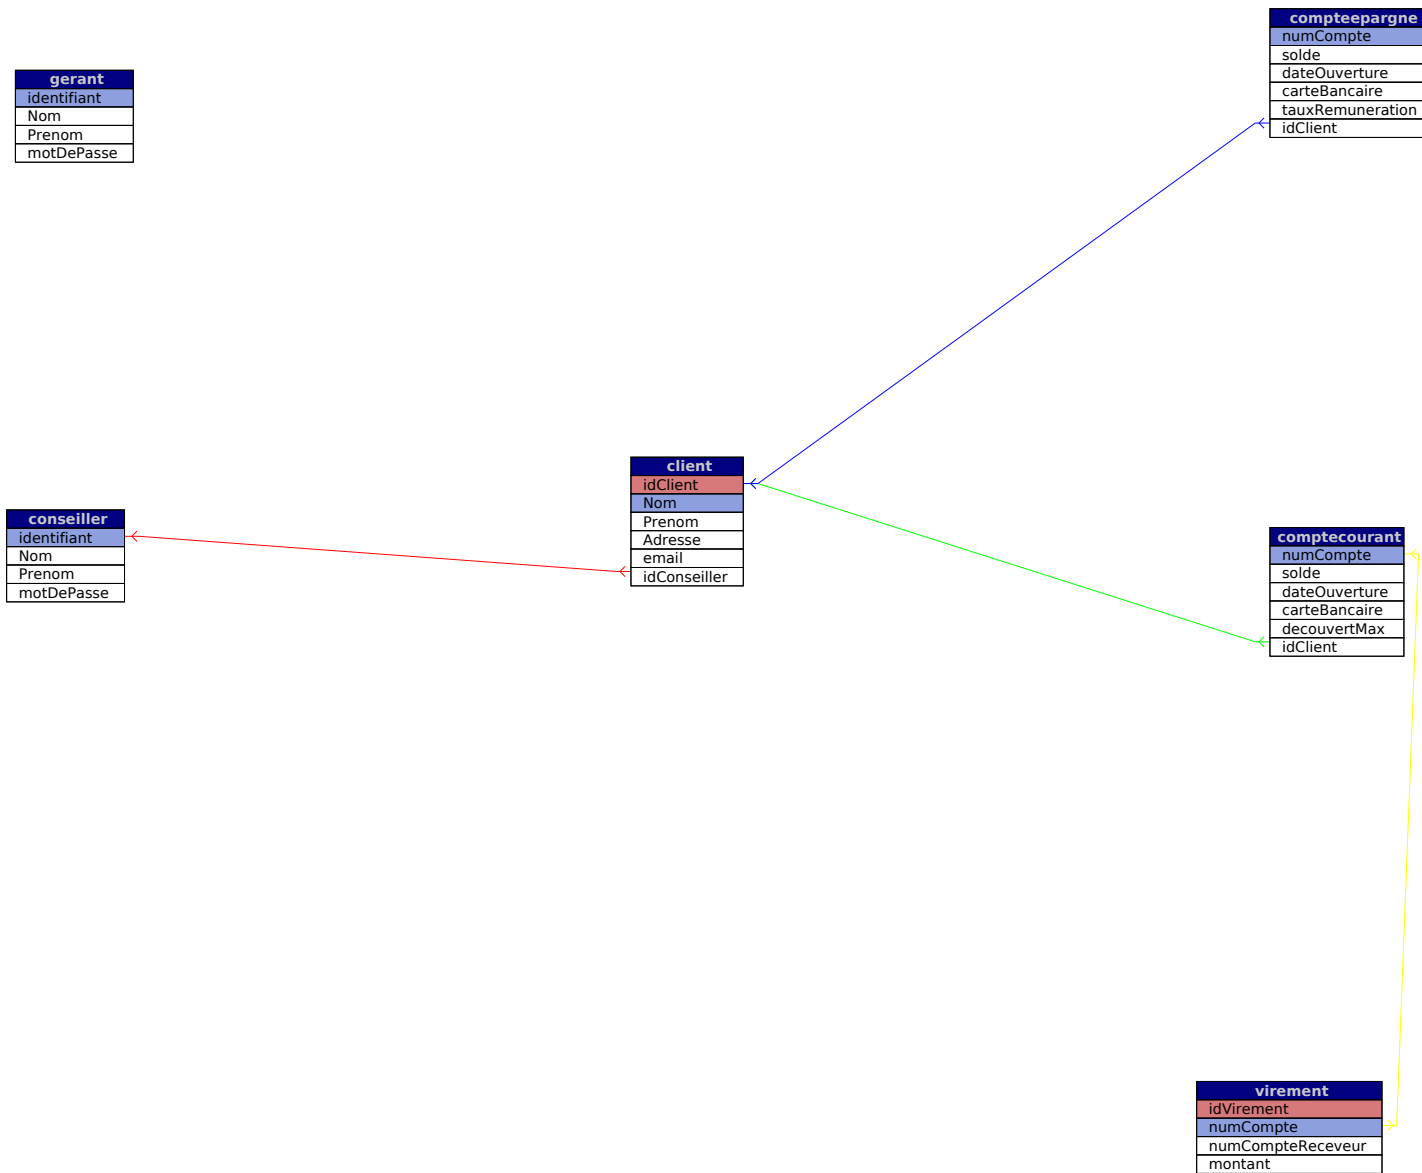 gerant
identifiant
Nom
Prenom
motDePasse
conseiller
identifiant
Nom
Prenom
motDePasse
client
idClient
Nom
Prenom
Adresse
email
idConseiller
compteepargne
numCompte
solde
dateOuverture
carteBancaire
tauxRemuneration
idClient
comptecourant
numCompte
solde
dateOuverture
carteBancaire
decouvertMax
idClient
virement
idVirement
numCompte
numCompteReceveur
montant